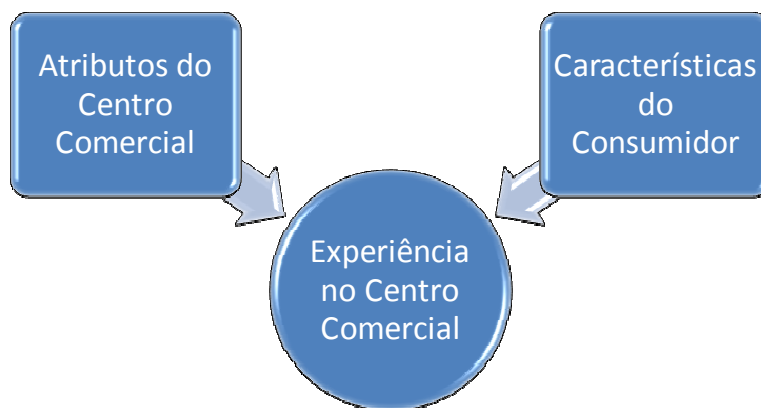 Atributos do
Centro
Comercial
Características
do
Consumidor
Experiência
no Centro
Comercial